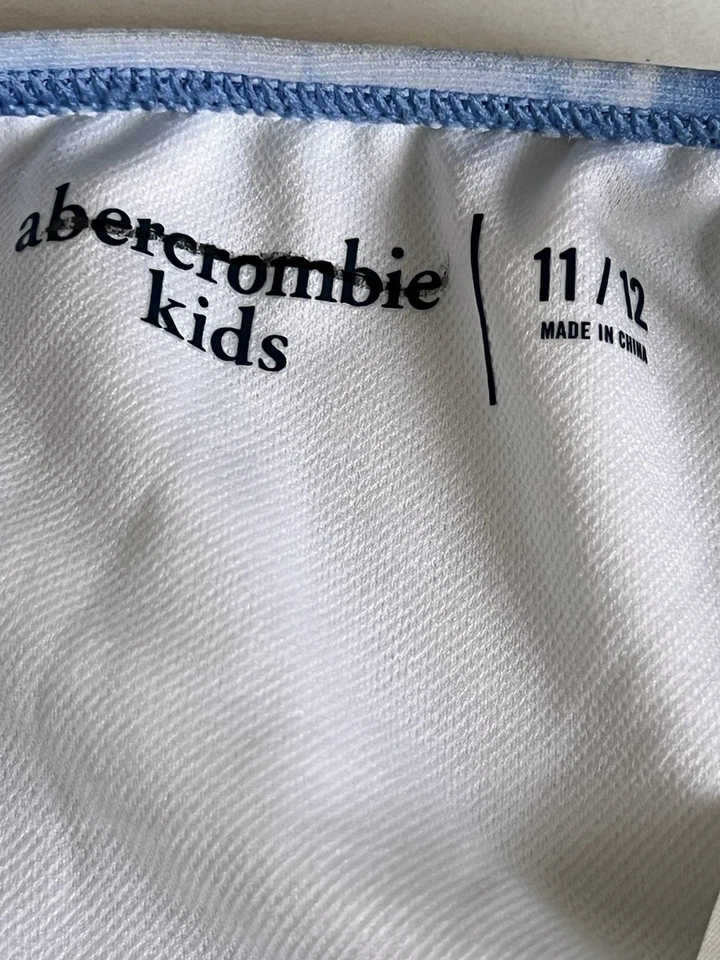 abercrombie
kids
11 / 12
MADE IN CHINA